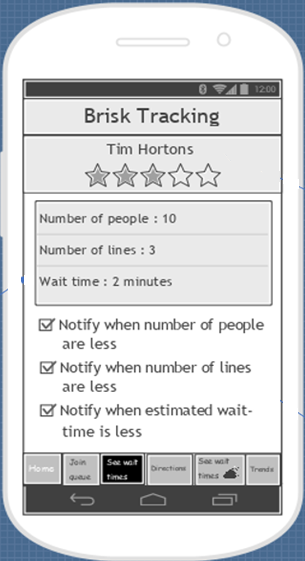 12:00
Brisk Tracking
Tim Hortons
Number of people : 10
Number of lines : 3
Wait time : 2 minutes
Notify when number of people
are less
Notify when number of lines
are less
Notify when estimated wait-
time is less
Home
Join
queue
See wait
times
Directions
See wait
times
Trends